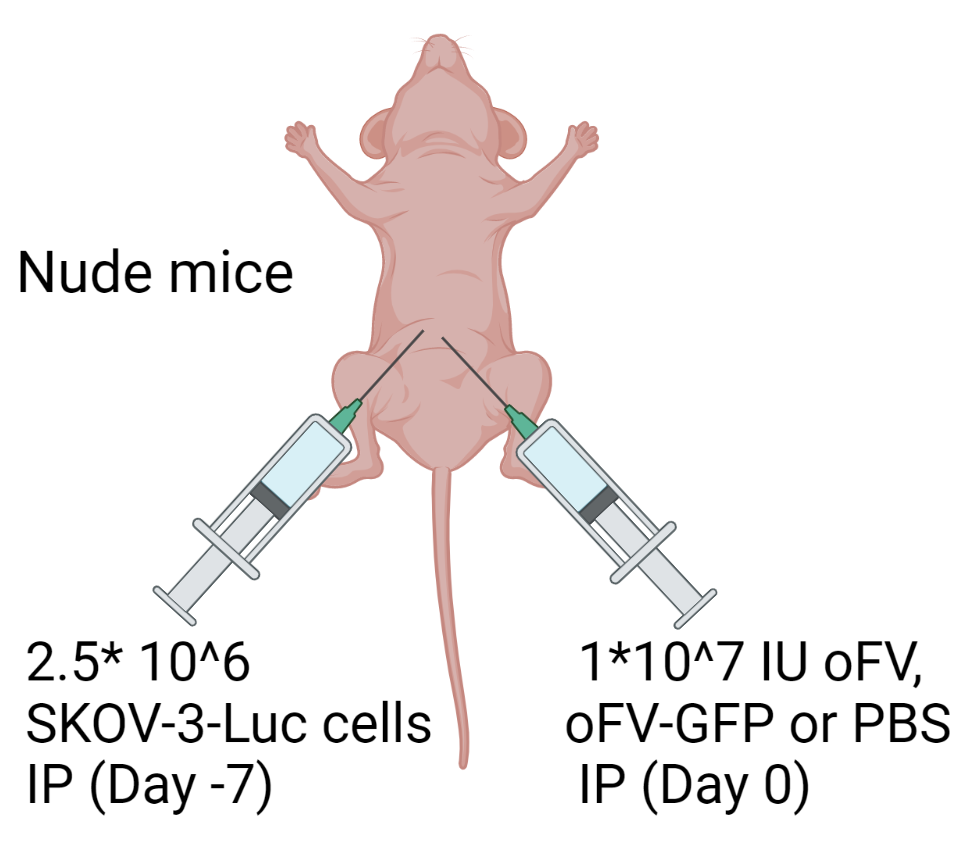 Nude mice
2.5* 10^6
SKOV-3-Luc cells
IP (Day -7)
1*10^7 IU oFV,
oFV-GFP or PBS
IP (Day 0)